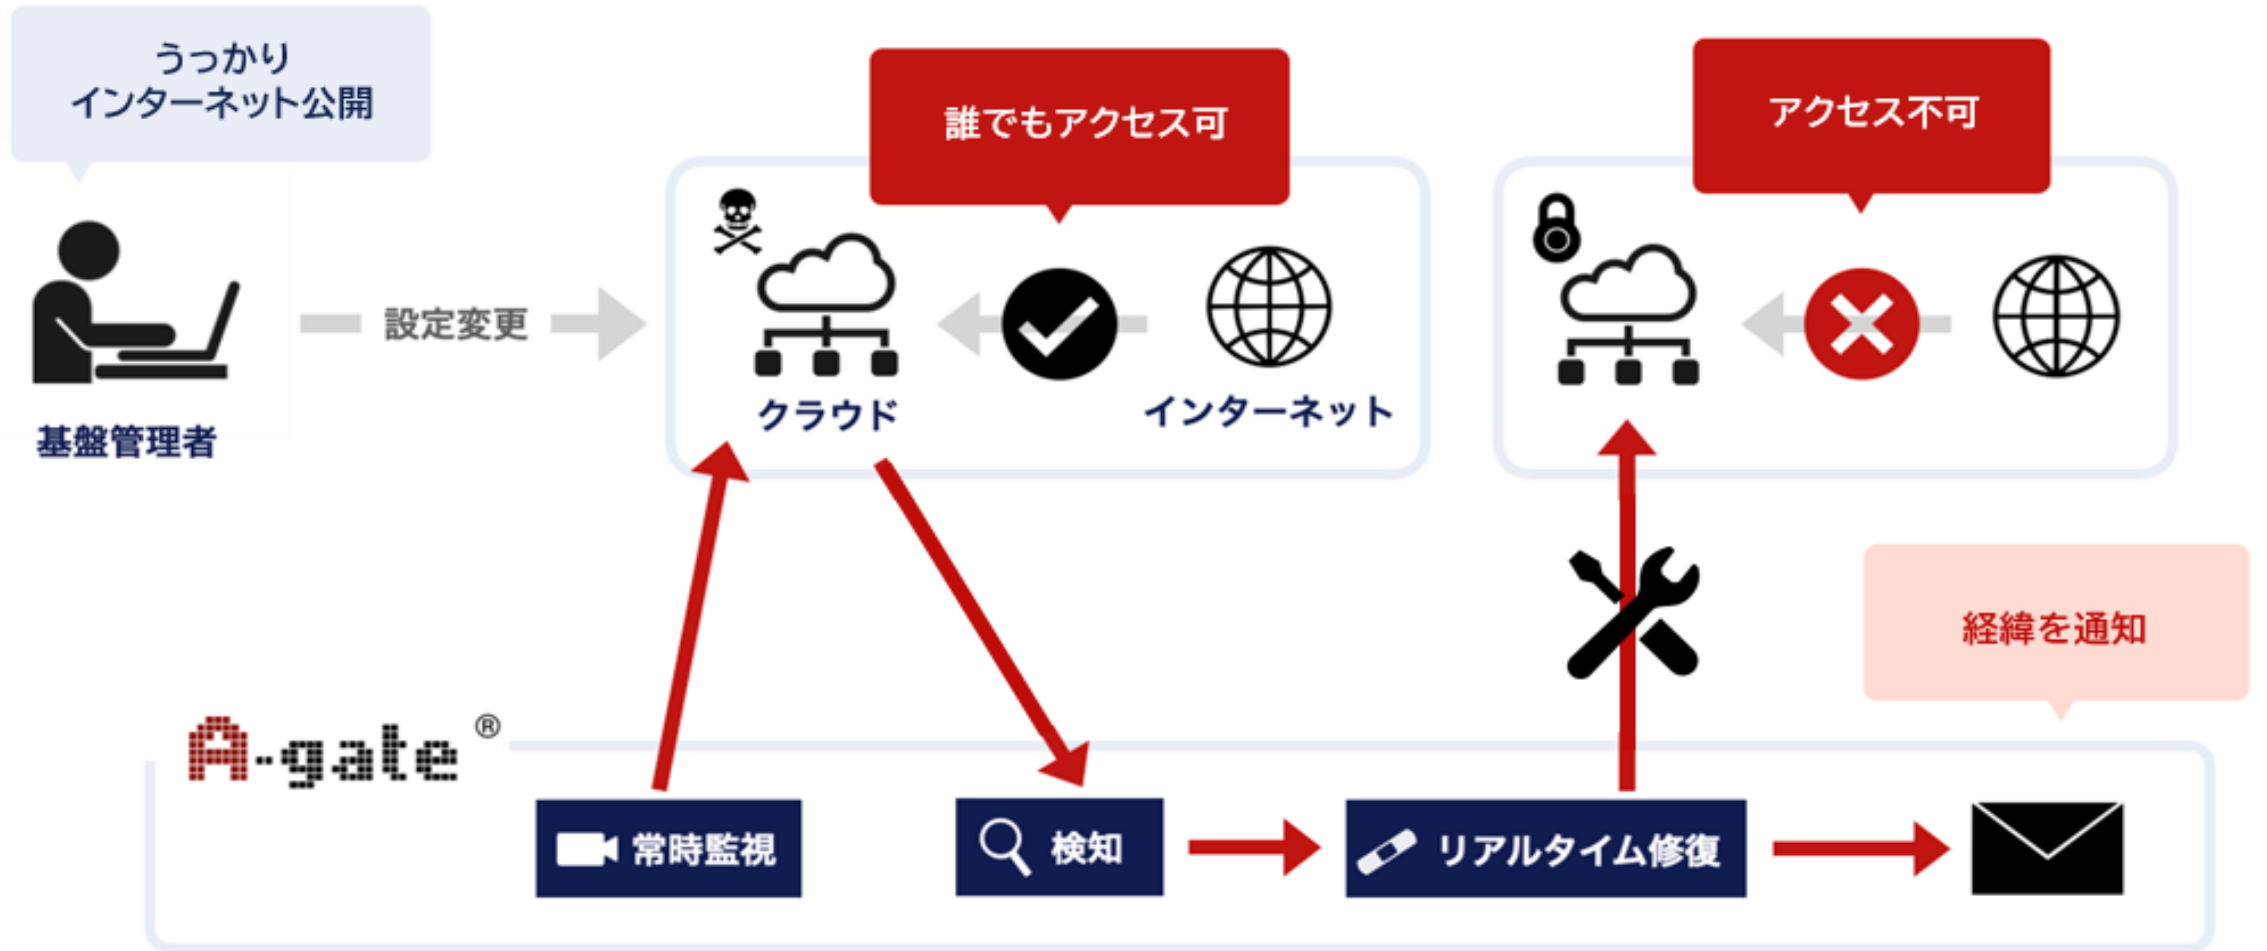 うっかり
インターネット公開
誰でもアクセス可
アクセス不可
設定変更
クラウド
インターネット
基盤管理者
経緯を通知
A-gate®
常時監視
検知
リアルタイム修復